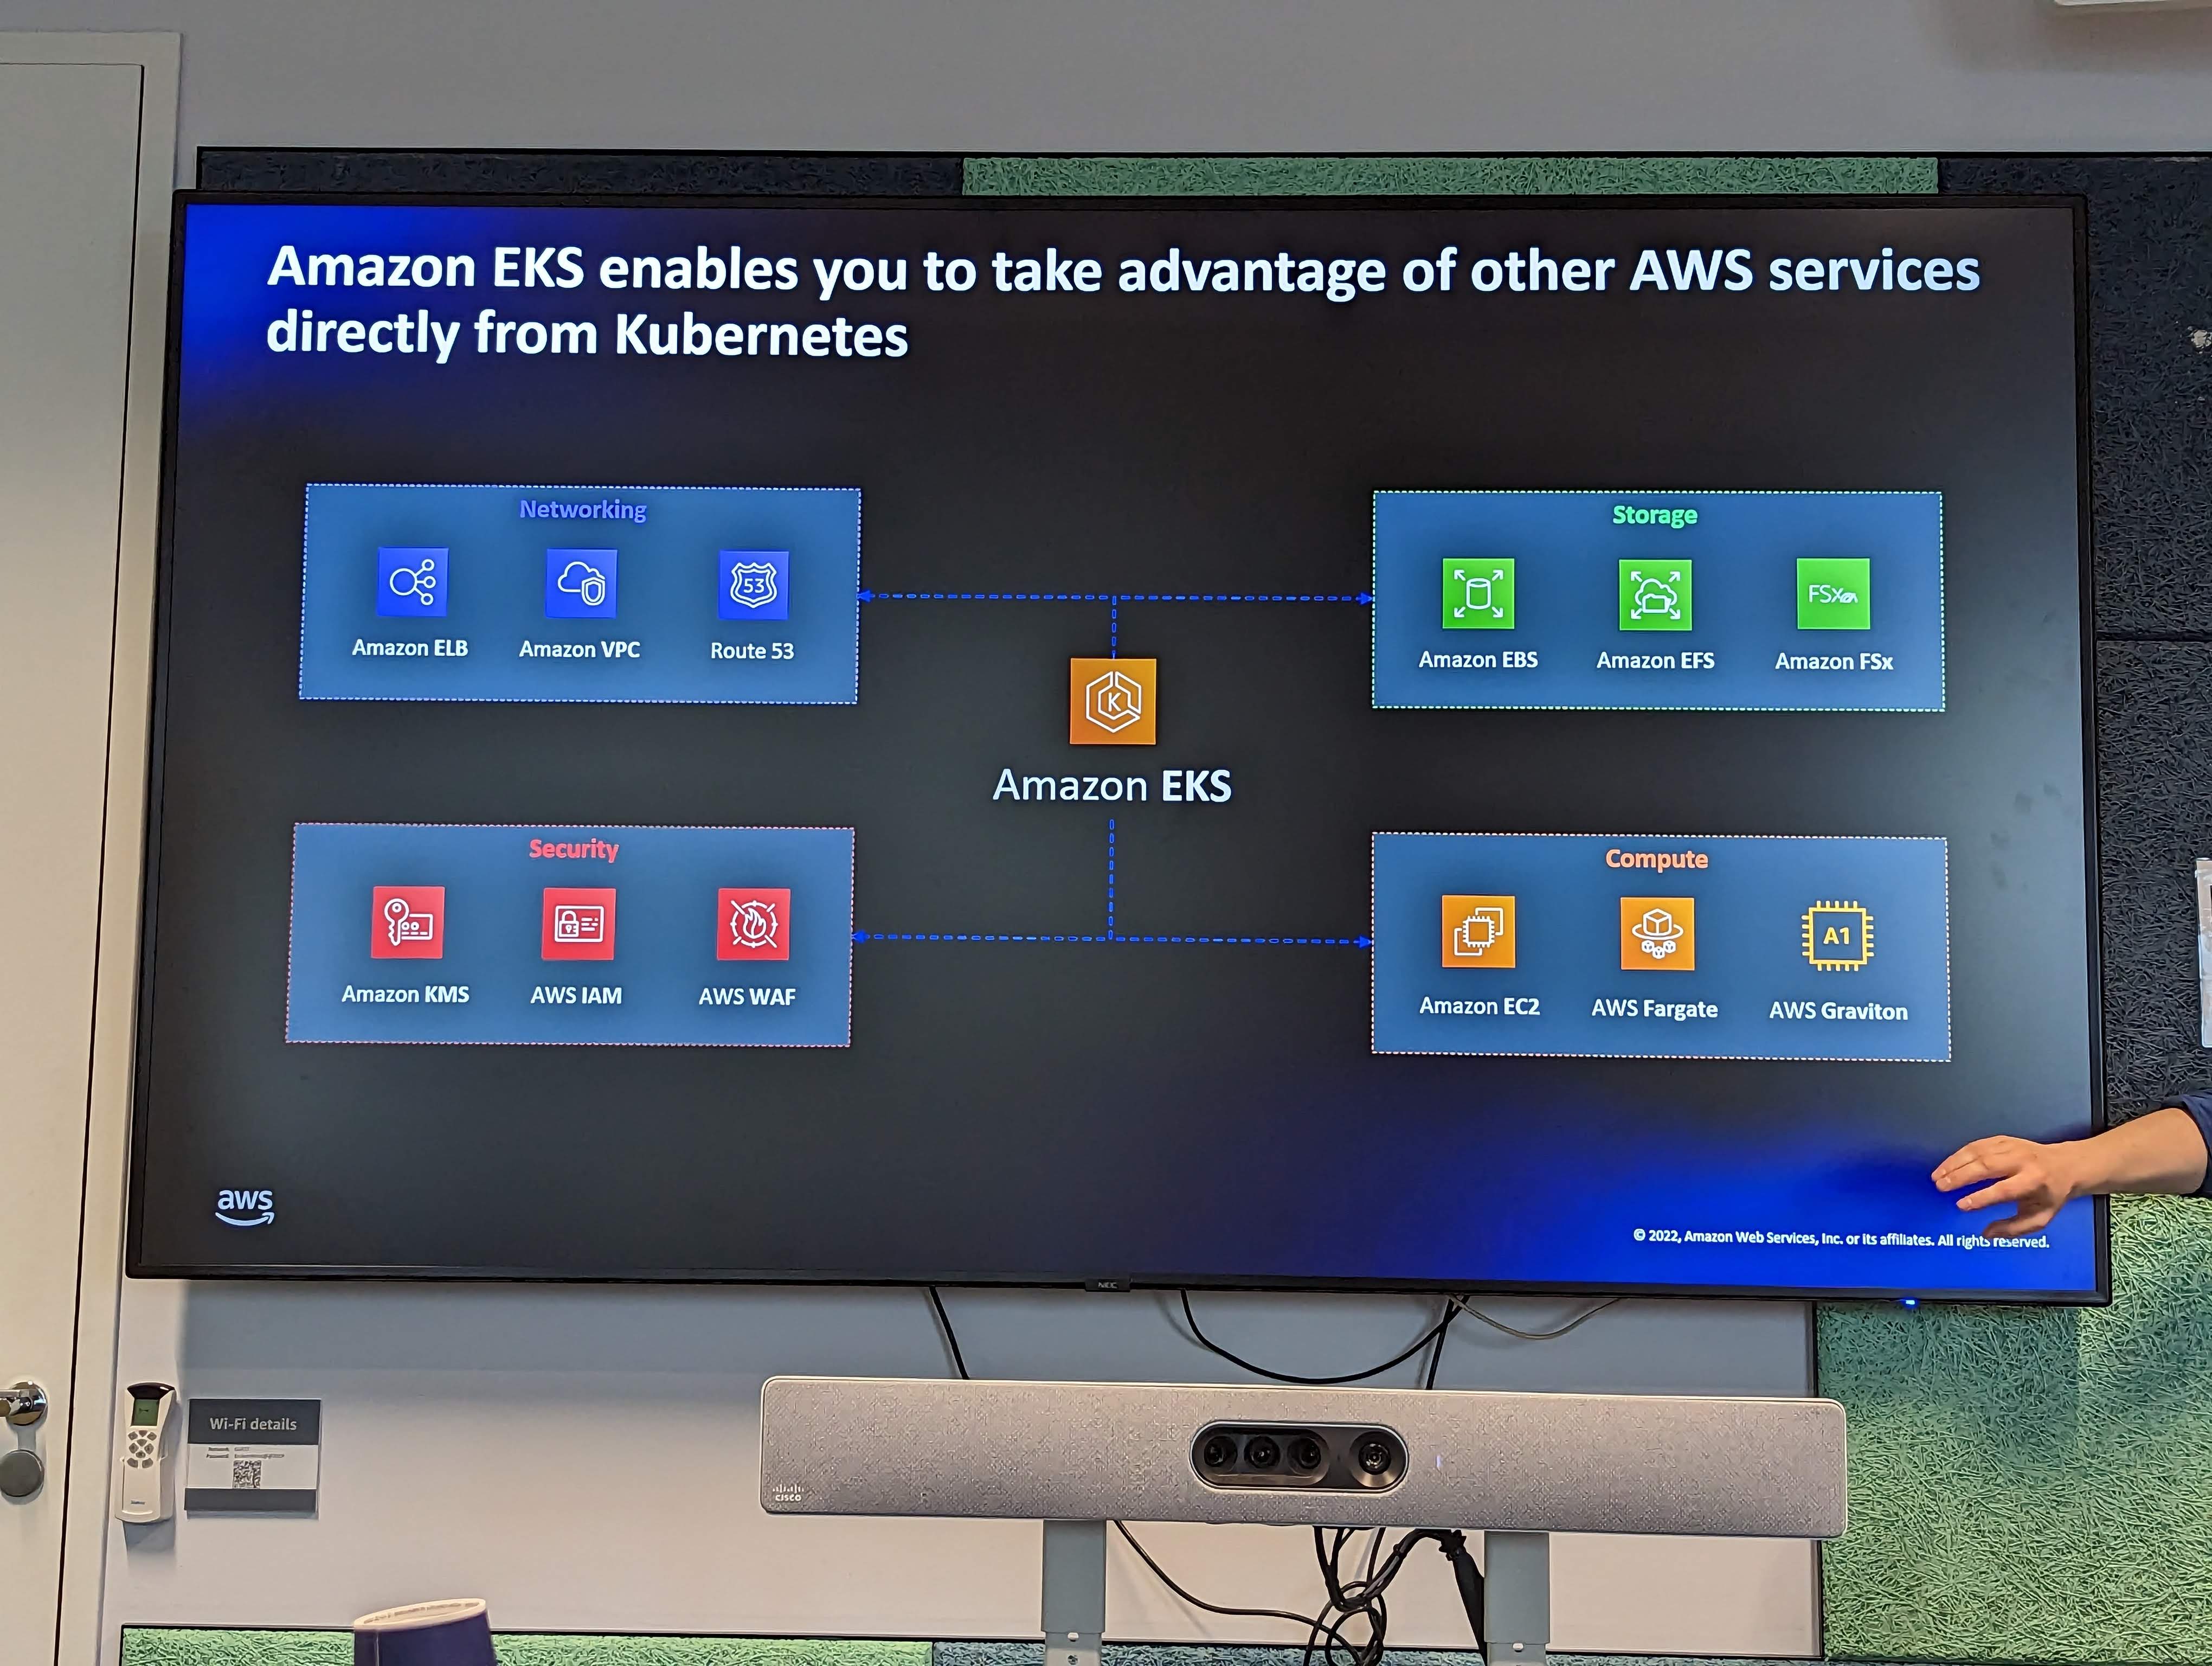 Amazon EKS enables you to take advantage of other AWS services
directly from Kubernetes
Networking
Amazon ELB
Amazon VPC
53
Route 53
Storage
Amazon EBS
Amazon EFS
FSx
Amazon FSx
K
Amazon EKS
Security
Amazon KMS
AWS IAM
AWS WAF
Compute
Amazon EC2
AWS Fargate
A1
AWS Graviton
aws
© 2022, Amazon Web Services, Inc. or its affiliates. All rights reserved.
NEC
Wi-Fi details
cisco